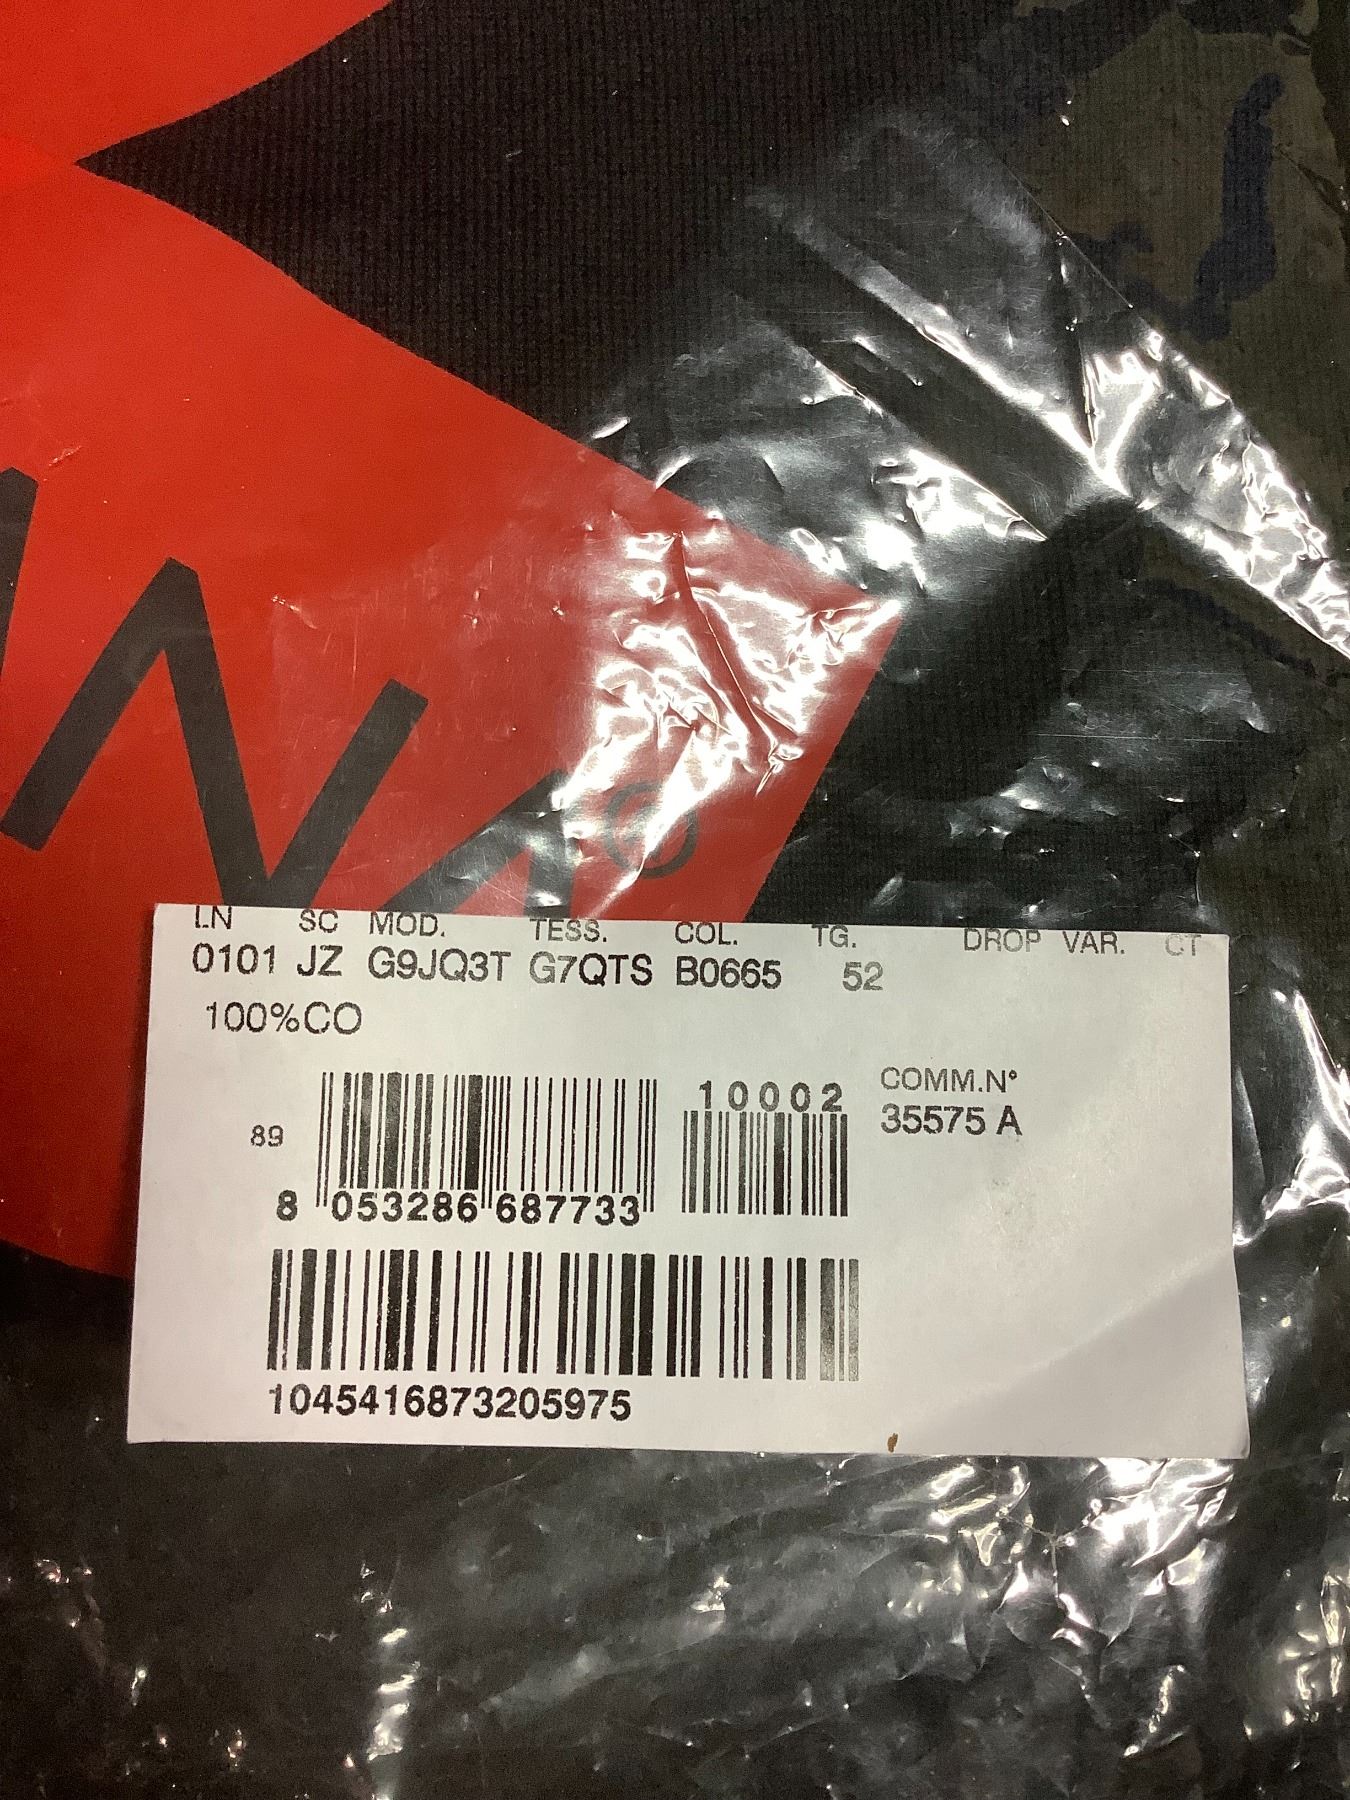 LN SC MOD. TESS. COL. TG. DROP VAR. CT
0101 JZ G9JQ3T G7QTS B0665 52
100%CO
COMM.N°
10002
35575 A
89
8 053286 687733
1045416873205975